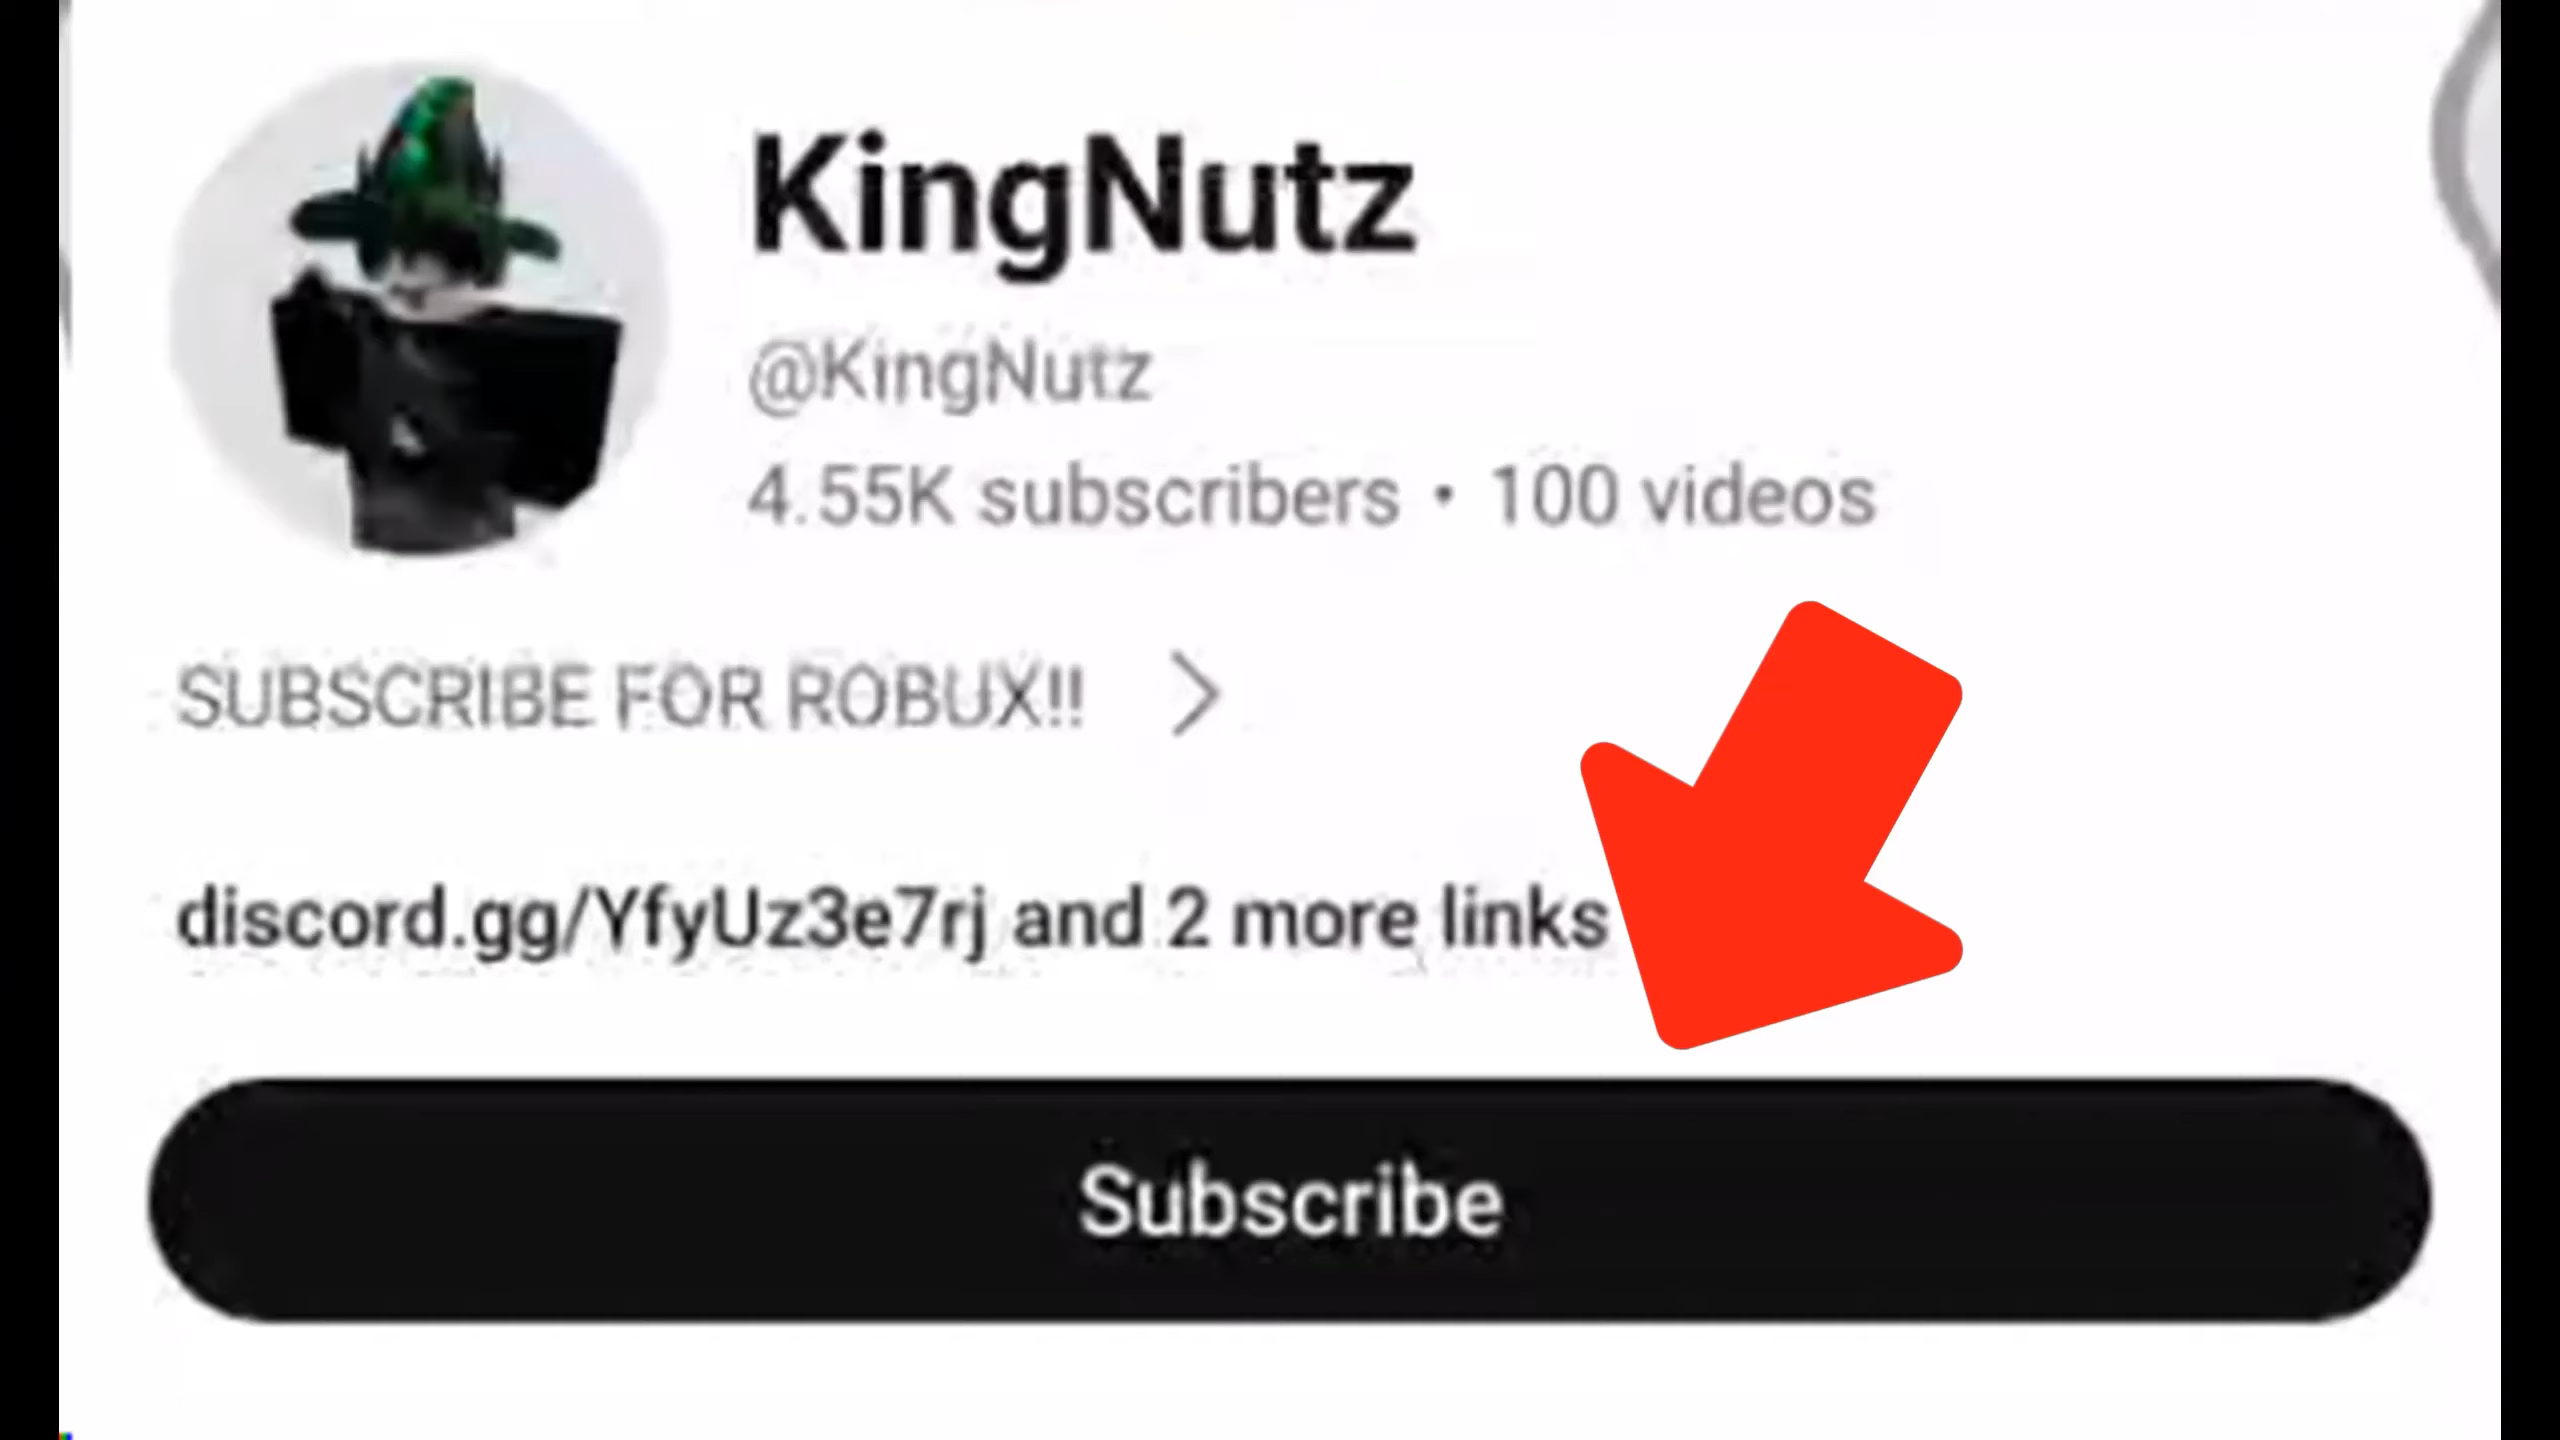 KingNutz
@KingNutz
4.55K subscribers • 100 videos
SUBSCRIBE FOR ROBUX!!
discord.gg/YfyUz3e7rj and 2 more links
Subscribe